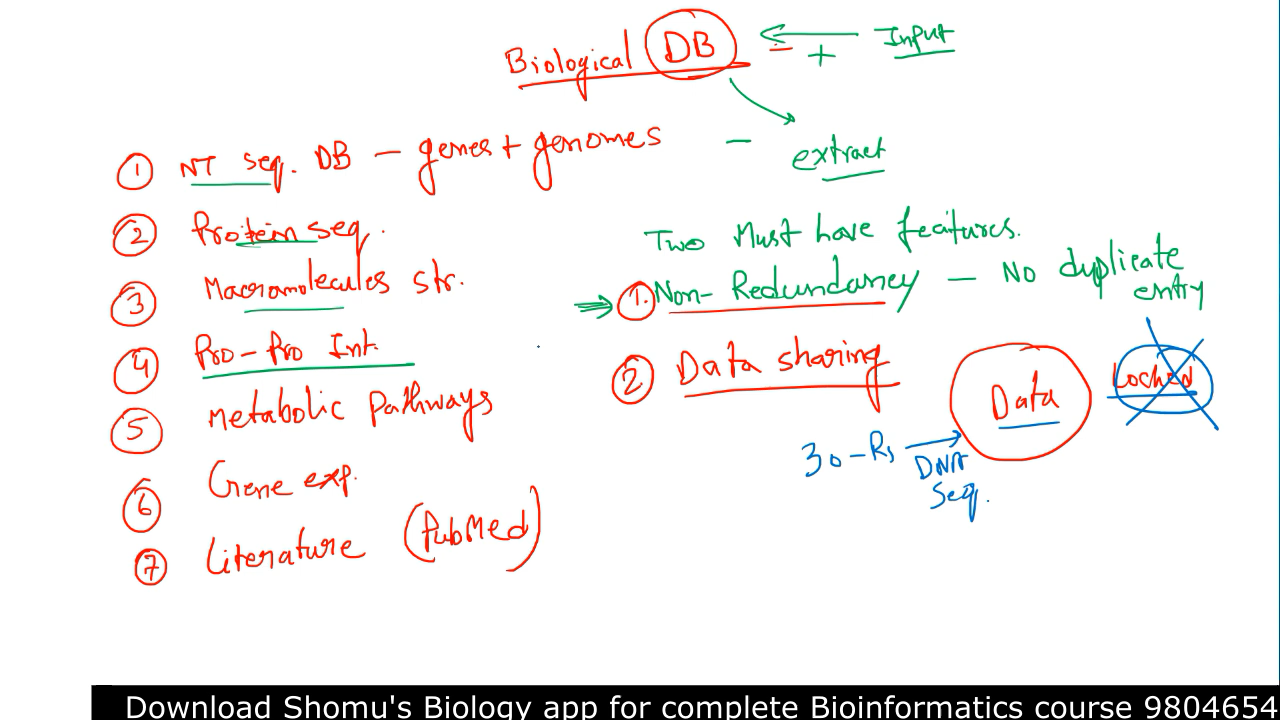 Biological DB
Input
+
extract
① NT seq. DB – genes + genomes –
② Protein seq.
③ Macromolecules str.
④ Pro-Pro Int.
⑤ Metabolic Pathways
⑥ Gene exp.
⑦ Literature (PubMed)
Two Must have features.
1. Non-Redundancy – No duplicate
entry
② Data sharing
Data
Locked
30-Rs
DNA
Seq.
Download Shomu's Biology app for complete Bioinformatics course 9804654